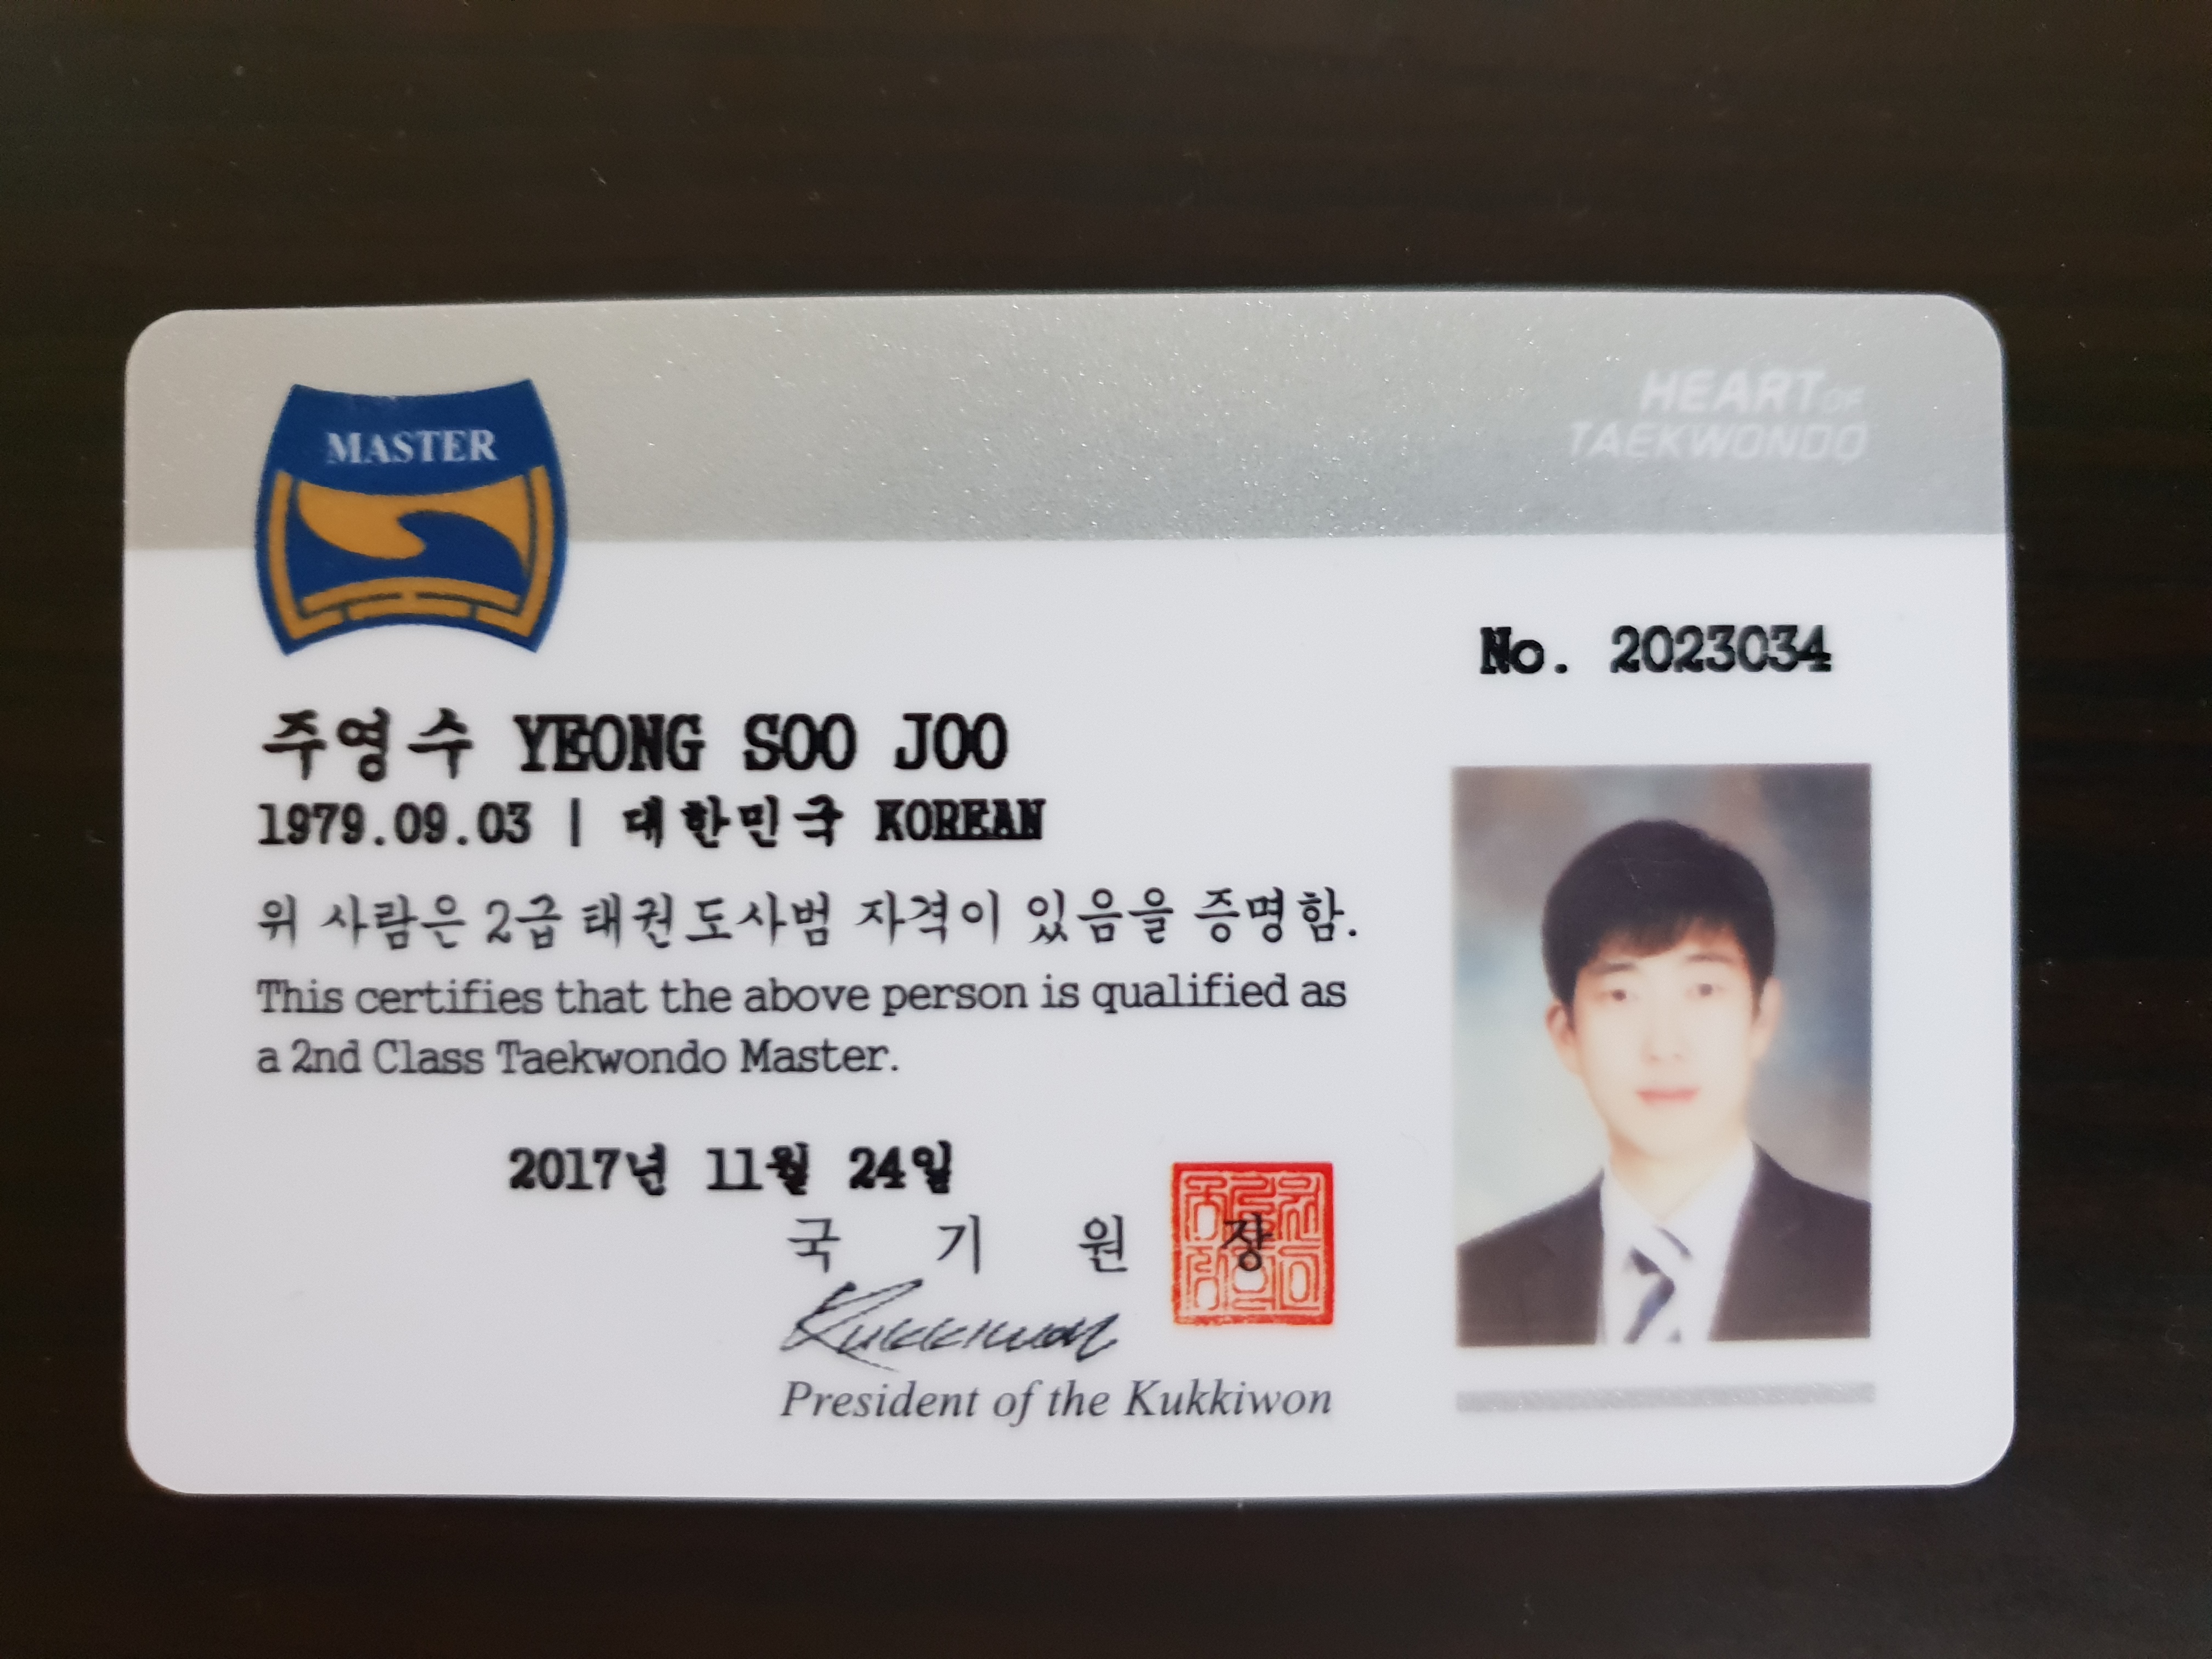 MASTER
HEART OF
TAEKWONDO
No. 2023034
주영수 YEONG SOO JOO
1979.09.03 | 대한민국 KOREAN
위 사람은 2급 태권도사범 자격이 있음을 증명함.
This certifies that the above person is qualified as
a 2nd Class Taekwondo Master.
2017년 11월 24일
국 기 원 장
Kukkiwon
President of the Kukkiwon